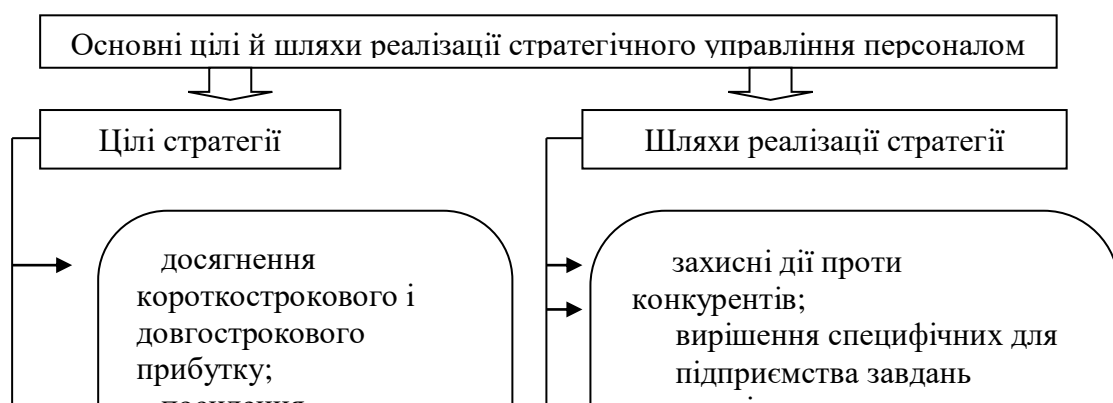 Основні цілі й шляхи реалізації стратегічного управління персоналом
Цілі стратегії
Шляхи реалізації стратегії
досягнення
короткострокового і
довгострокового
прибутку;
захисні дії проти
конкурентів;
вирішення специфічних для
підприємства завдань